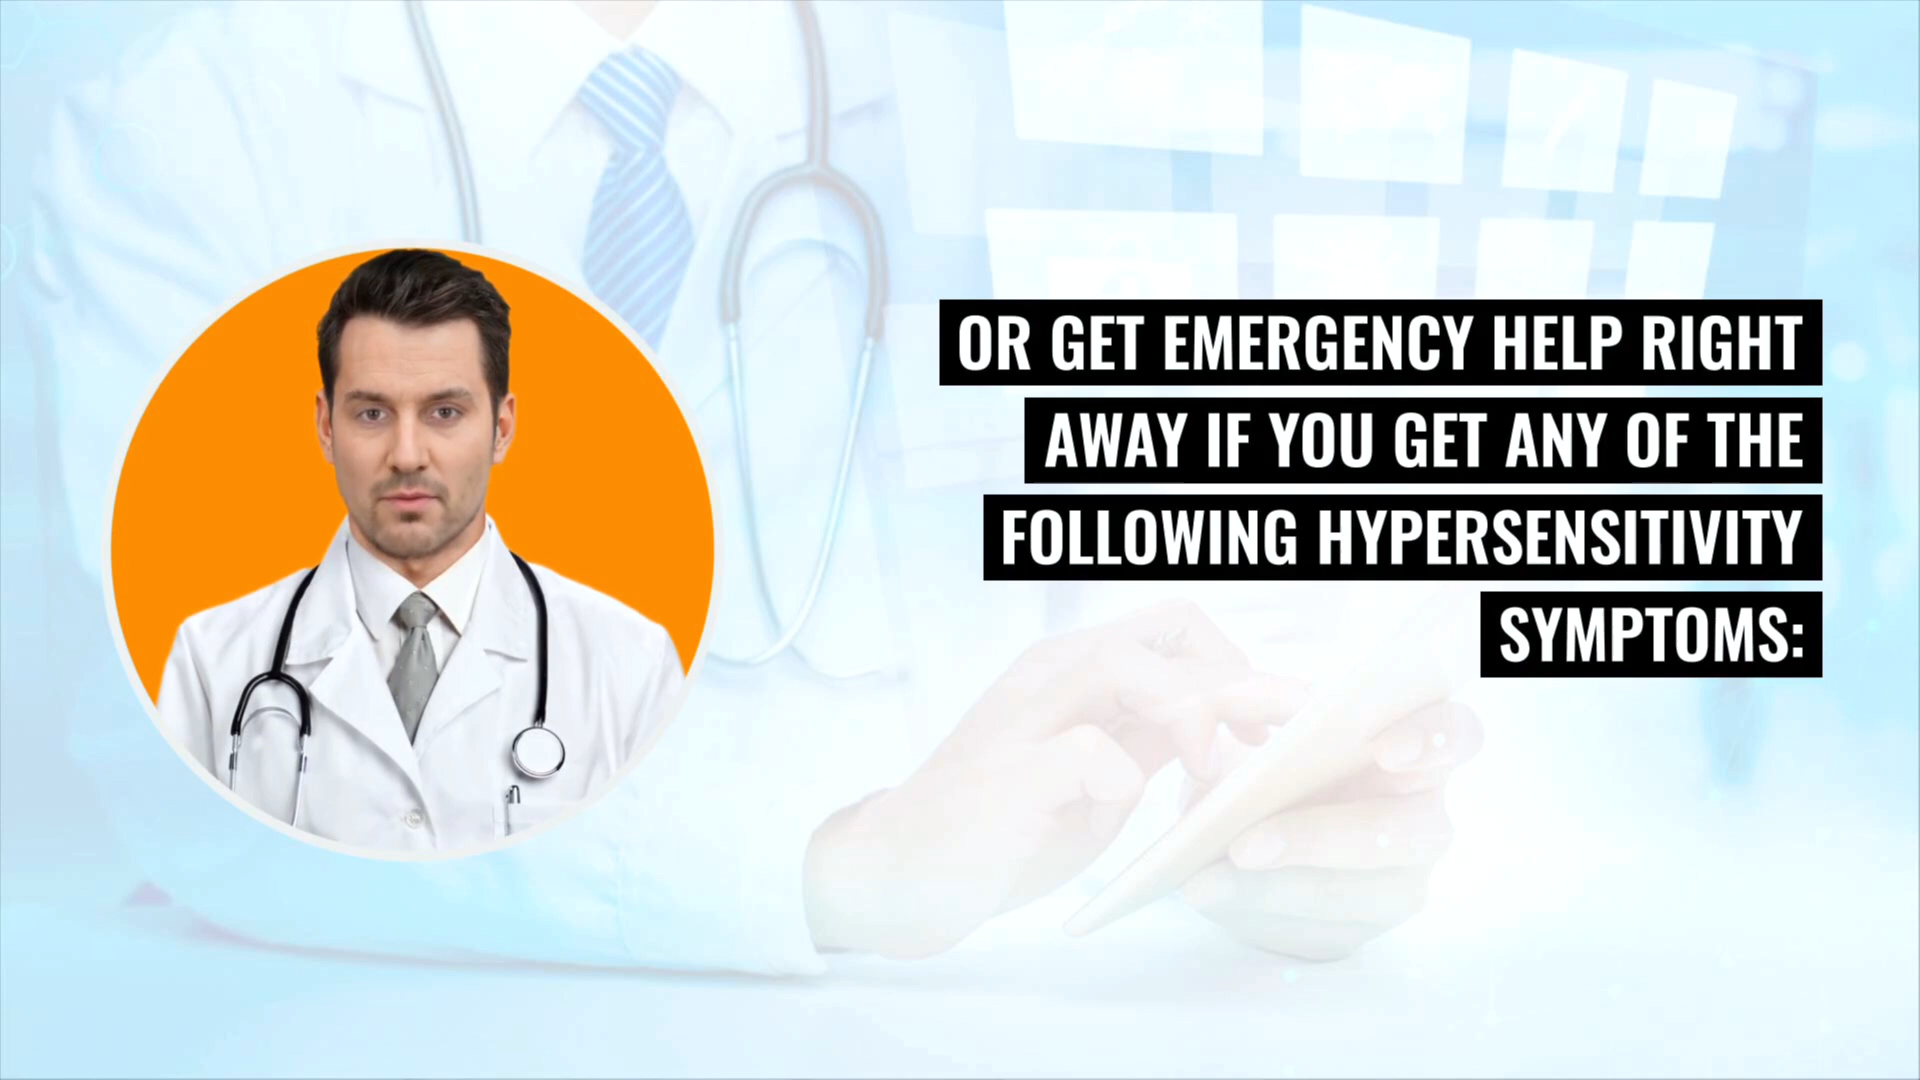 OR GET EMERGENCY HELP RIGHT
AWAY IF YOU GET ANY OF THE
FOLLOWING HYPERSENSITIVITY
SYMPTOMS: